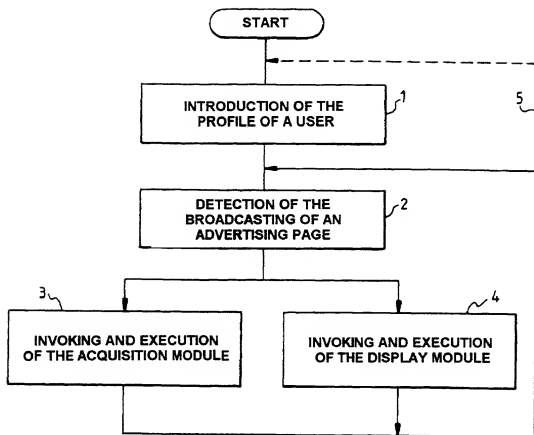 START
INTRODUCTION OF THE
PROFILE OF A USER
1
5
DETECTION OF THE
BROADCASTING OF AN
ADVERTISING PAGE
2
3
INVOKING AND EXECUTION
OF THE ACQUISITION MODULE
4
INVOKING AND EXECUTION
OF THE DISPLAY MODULE